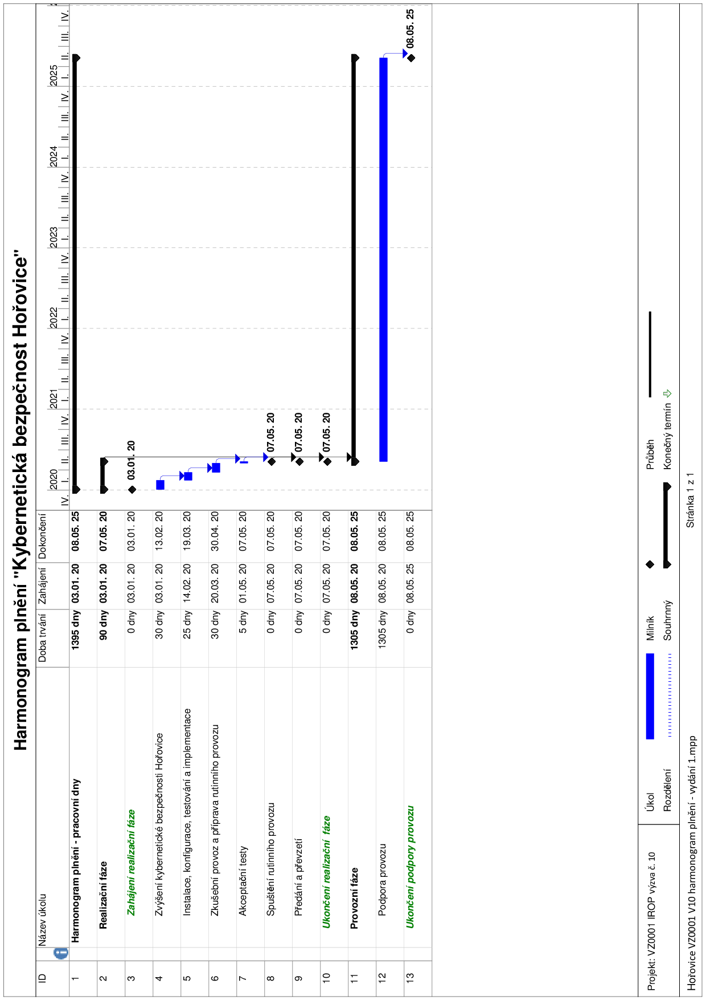 Harmonogram plnění "Kybernetická bezpečnost Hořovice"
ID Název úkolu Doba trvání Zahájení Dokončení
2020 2021 2022 2023 2024 2025
IV. I. II. III. IV. I. II. III. IV. I. II. III. IV. I. II. III. IV. I. II. III. IV. I. II. III. IV.
1 Harmonogram plnění - pracovní dny 1395 dny 03.01. 20 08.05. 25
2 Realizační fáze 90 dny 03.01. 20 07.05. 20
3 Zahájení realizační fáze 0 dny 03.01. 20 03.01. 20 03.01. 20
4 Zvýšení kybernetické bezpečnosti Hořovice 30 dny 03.01. 20 13.02. 20
5 Instalace, konfigurace, testování a implementace 25 dny 14.02. 20 19.03. 20
6 Zkušební provoz a příprava rutinního provozu 30 dny 20.03. 20 30.04. 20
7 Akceptační testy 5 dny 01.05. 20 07.05. 20
8 Spuštění rutinního provozu 0 dny 07.05. 20 07.05. 20 07.05. 20
9 Předání a převzetí 0 dny 07.05. 20 07.05. 20 07.05. 20
10 Ukončení realizační fáze 0 dny 07.05. 20 07.05. 20 07.05. 20
11 Provozní fáze 1305 dny 08.05. 20 08.05. 25
12 Podpora provozu 1305 dny 08.05. 20 08.05. 25
13 Ukončení podpory provozu 0 dny 08.05. 25 08.05. 25 08.05. 25
Projekt: VZ0001 IROP výzva č. 10
Úkol Milník Průběh
Rozdělení Souhrnný Konečný termín
Hořovice VZ0001 V10 harmonogram plnění - vydání 1.mpp Stránka 1 z 1